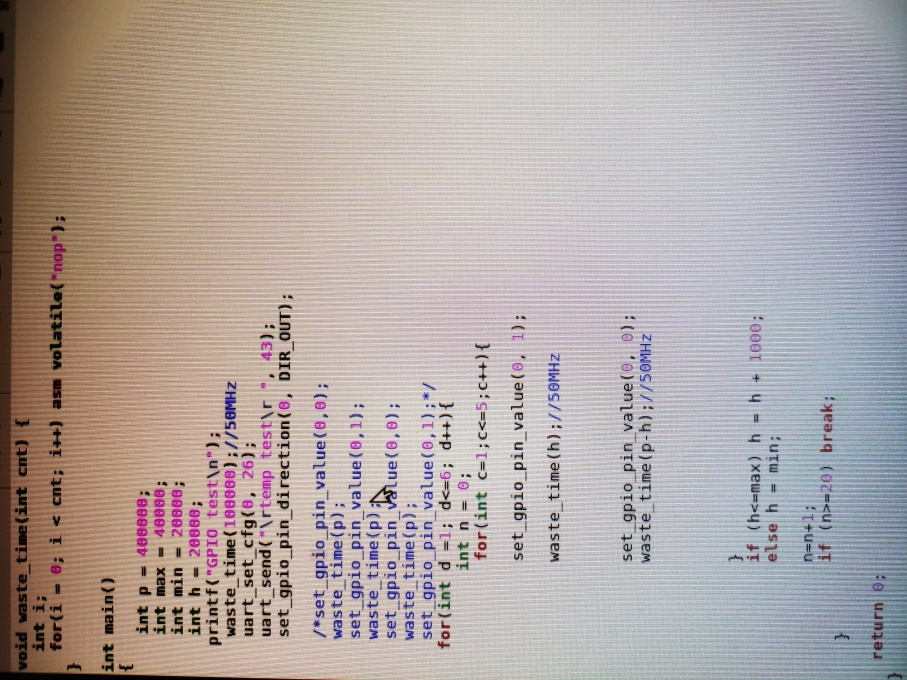 void waste_time(int cnt) {
int i;
for(i = 0; i < cnt; i++) asm volatile("nop");
}
int main()
{
int p = 400000;
int max = 40000;
int min = 20000;
int h = 20000;
printf("GPIO test\n");
waste_time(100000);//50MHz
uart_set_cfg(0, 26);
uart_send("\rtemp test\r ", 43);
set_gpio_pin_direction(0, DIR_OUT);
/*set_gpio_pin_value(0,0);
waste_time(p);
set_gpio_pin_value(0,1);
waste_time(p);
set_gpio_pin_value(0,0);
waste_time(p);
set_gpio_pin_value(0,1);*/
for(int d =1; d<=6; d++){
int n = 0;
for(int c=1;c<=5;c++){
set_gpio_pin_value(0, 1);
waste_time(h);//50MHz
set_gpio_pin_value(0, 0);
waste_time(p-h);//50MHz
}
if (h<=max) h = h + 1000;
else h = min;
n=n+1;
if (n>=20) break;
}
return 0;
}